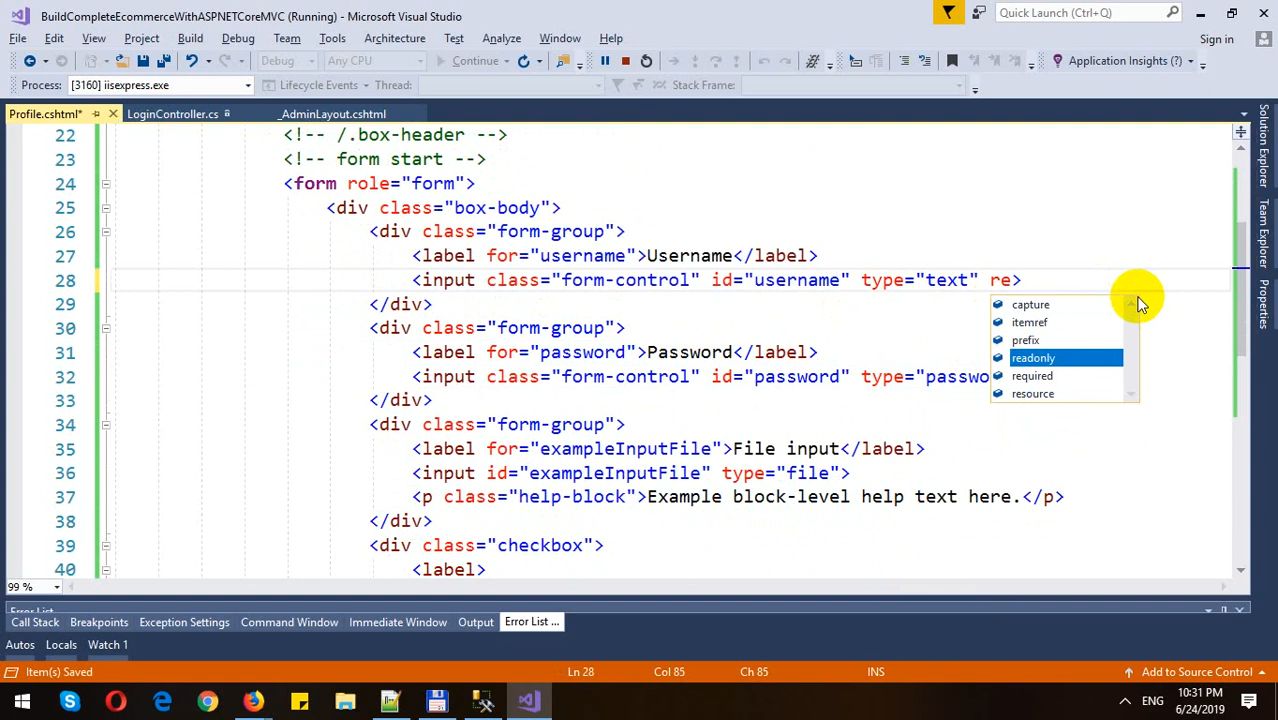 BuildCompleteEcommerceWithASPNETCoreMVC (Running) - Microsoft Visual Studio
Quick Launch (Ctrl+Q)
File Edit View Project Build Debug Team Tools Architecture Test Analyze Window Help
Sign in
Debug Any CPU Continue Application Insights (?)
Process: [3160] iisexpress.exe Lifecycle Events Thread: Stack Frame:
Profile.cshtml* LoginController.cs _AdminLayout.cshtml
22 <!-- /.box-header -->
23 <!-- form start -->
24 <form role="form">
25 <div class="box-body">
26 <div class="form-group">
27 <label for="username">Username</label>
28 <input class="form-control" id="username" type="text" re>
29 </div>
capture
itemref
30 <div class="form-group">
prefix
31 <label for="password">Password</label>
readonly
32 <input class="form-control" id="password" type="passwo
required
33 </div>
resource
34 <div class="form-group">
35 <label for="exampleInputFile">File input</label>
36 <input id="exampleInputFile" type="file">
37 <p class="help-block">Example block-level help text here.</p>
38 </div>
39 <div class="checkbox">
40 <label>
Solution Explorer
Team Explorer
Properties
99 %
Error List
Call Stack Breakpoints Exception Settings Command Window Immediate Window Output Error List ...
Autos Locals Watch 1
Item(s) Saved Ln 28 Col 85 Ch 85 INS Add to Source Control
ENG
10:31 PM
6/24/2019